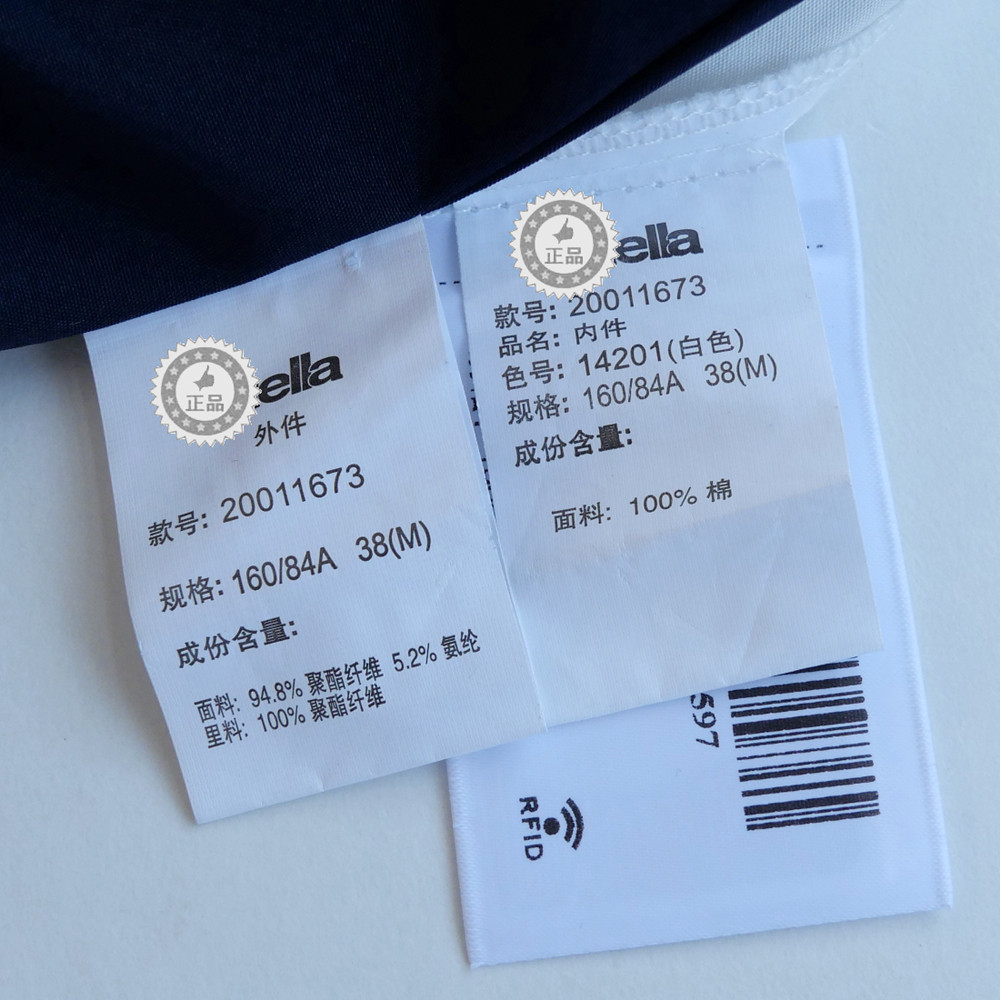 正品
ella
外件
款号: 20011673
规格: 160/84A 38(M)
成份含量:
面料: 94.8% 聚酯纤维 5.2% 氨纶
里料: 100% 聚酯纤维
正品
ella
款号: 20011673
品名: 内件
色号: 14201(白色)
规格: 160/84A 38(M)
成份含量:
面料: 100% 棉
597
RFID